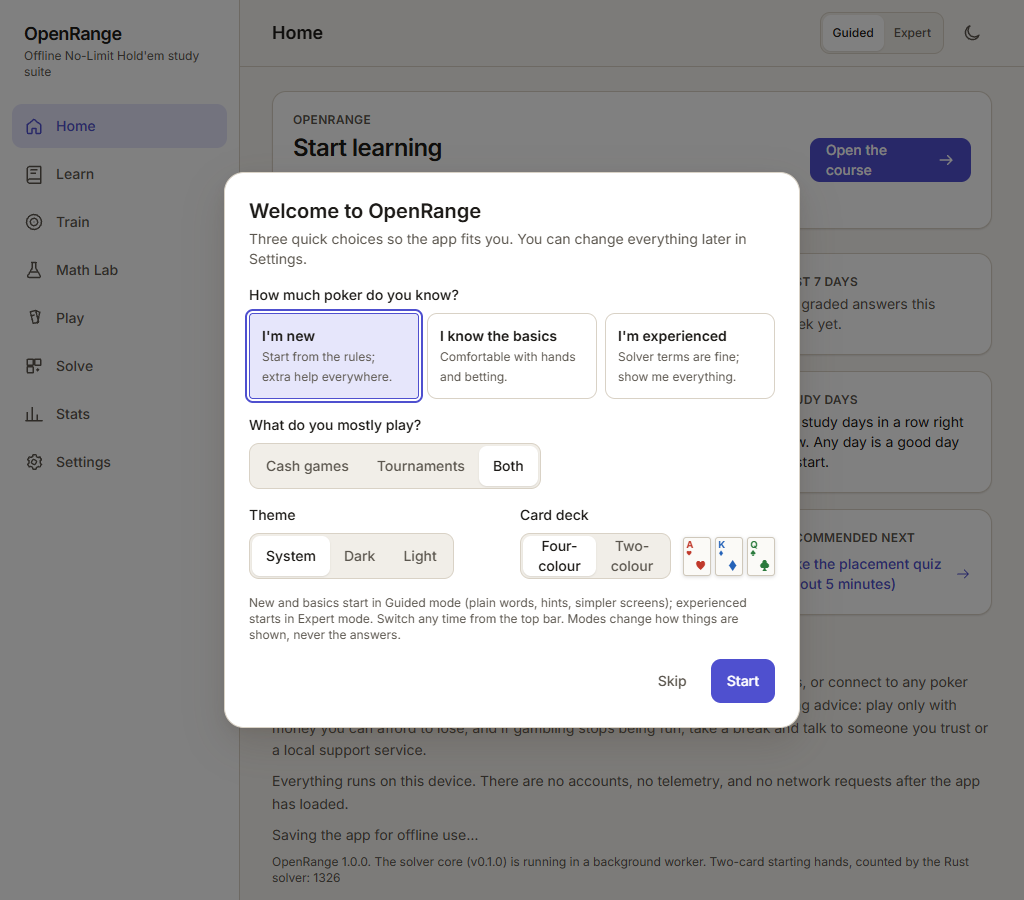 OpenRange
Offline No-Limit Hold'em study
suite
Home
Learn
Train
Math Lab
Play
Solve
Stats
Settings
Home
Guided
Expert
OPENRANGE
Start learning
Open the
course
Welcome to OpenRange
Three quick choices so the app fits you. You can change everything later in
Settings.
How much poker do you know?
I'm new
Start from the rules;
extra help everywhere.
I know the basics
Comfortable with hands
and betting.
I'm experienced
Solver terms are fine;
show me everything.
What do you mostly play?
Cash games
Tournaments
Both
Theme
System
Dark
Light
Card deck
Four-
colour
Two-
colour
A
K
Q
New and basics start in Guided mode (plain words, hints, simpler screens); experienced
starts in Expert mode. Switch any time from the top bar. Modes change how things are
shown, never the answers.
Skip
Start
7 DAYS
graded answers this
yet.
DAYS
study days in a row right
Any day is a good day
start.
NEXT
the placement quiz
5 minutes)
or connect to any poker
advice: play only with
money you can afford to lose, and if gambling stops being fun, take a break and talk to someone you trust or
a local support service.
Everything runs on this device. There are no accounts, no telemetry, and no network requests after the app
has loaded.
Saving the app for offline use…
OpenRange 1.0.0. The solver core (v0.1.0) is running in a background worker. Two-card starting hands, counted by the Rust
solver: 1326